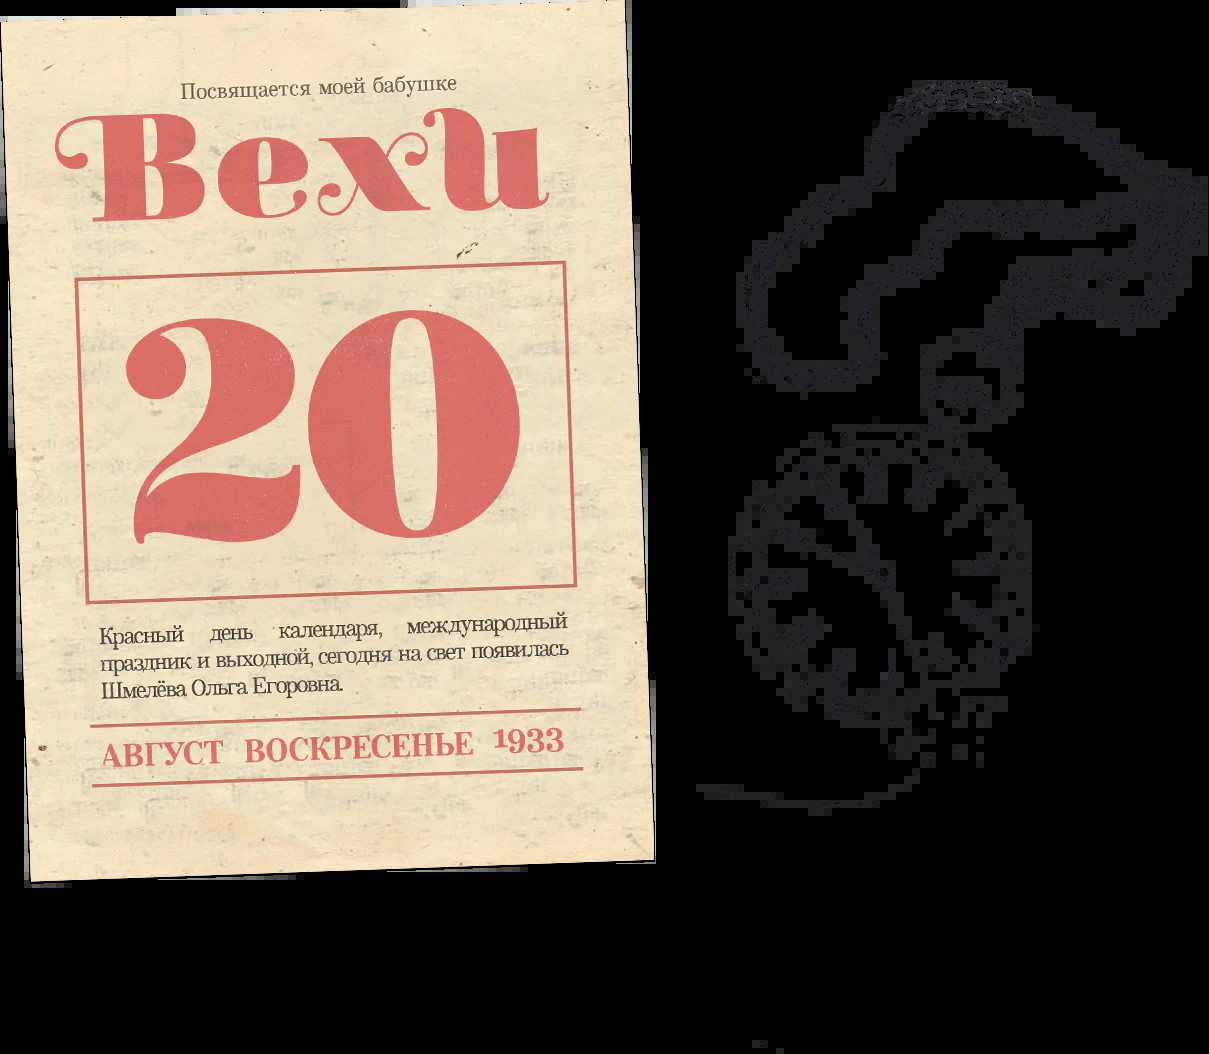 Посвящается моей бабушке
Вехи
20
Красный день календаря, международный
праздник и выходной, сегодня на свет появилась
Шмелёва Ольга Егоровна.
АВГУСТ ВОСКРЕСЕНЬЕ 1933